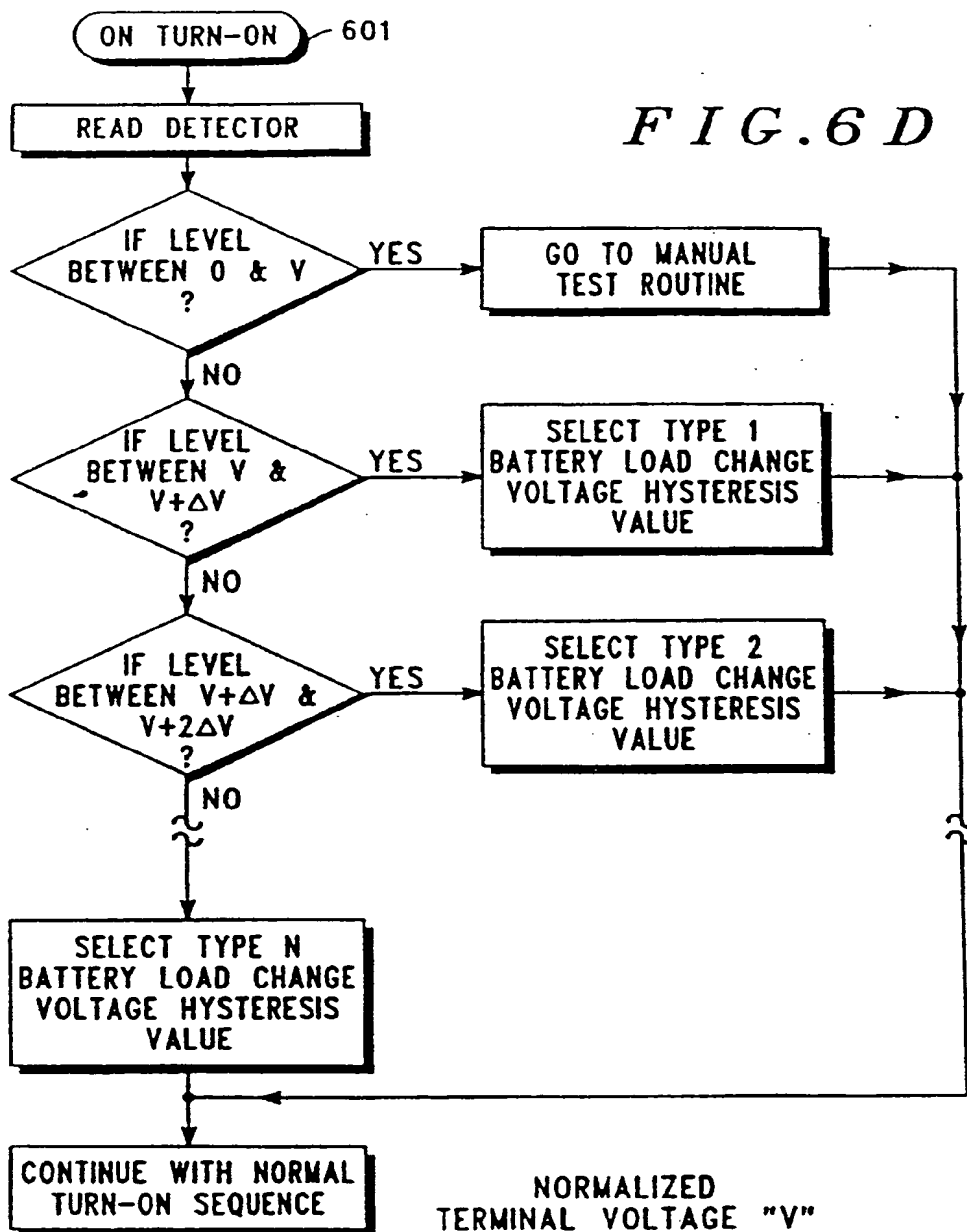 ON TURN-ON
601
READ DETECTOR
FIG.6D
IF LEVEL
BETWEEN 0 & V
?
YES
GO TO MANUAL
TEST ROUTINE
NO
IF LEVEL
BETWEEN V &
V+△V
?
YES
SELECT TYPE 1
BATTERY LOAD CHANGE
VOLTAGE HYSTERESIS
VALUE
NO
IF LEVEL
BETWEEN V+△V &
V+2△V
?
YES
SELECT TYPE 2
BATTERY LOAD CHANGE
VOLTAGE HYSTERESIS
VALUE
NO
SELECT TYPE N
BATTERY LOAD CHANGE
VOLTAGE HYSTERESIS
VALUE
CONTINUE WITH NORMAL
TURN-ON SEQUENCE
NORMALIZED
TERMINAL VOLTAGE "V"